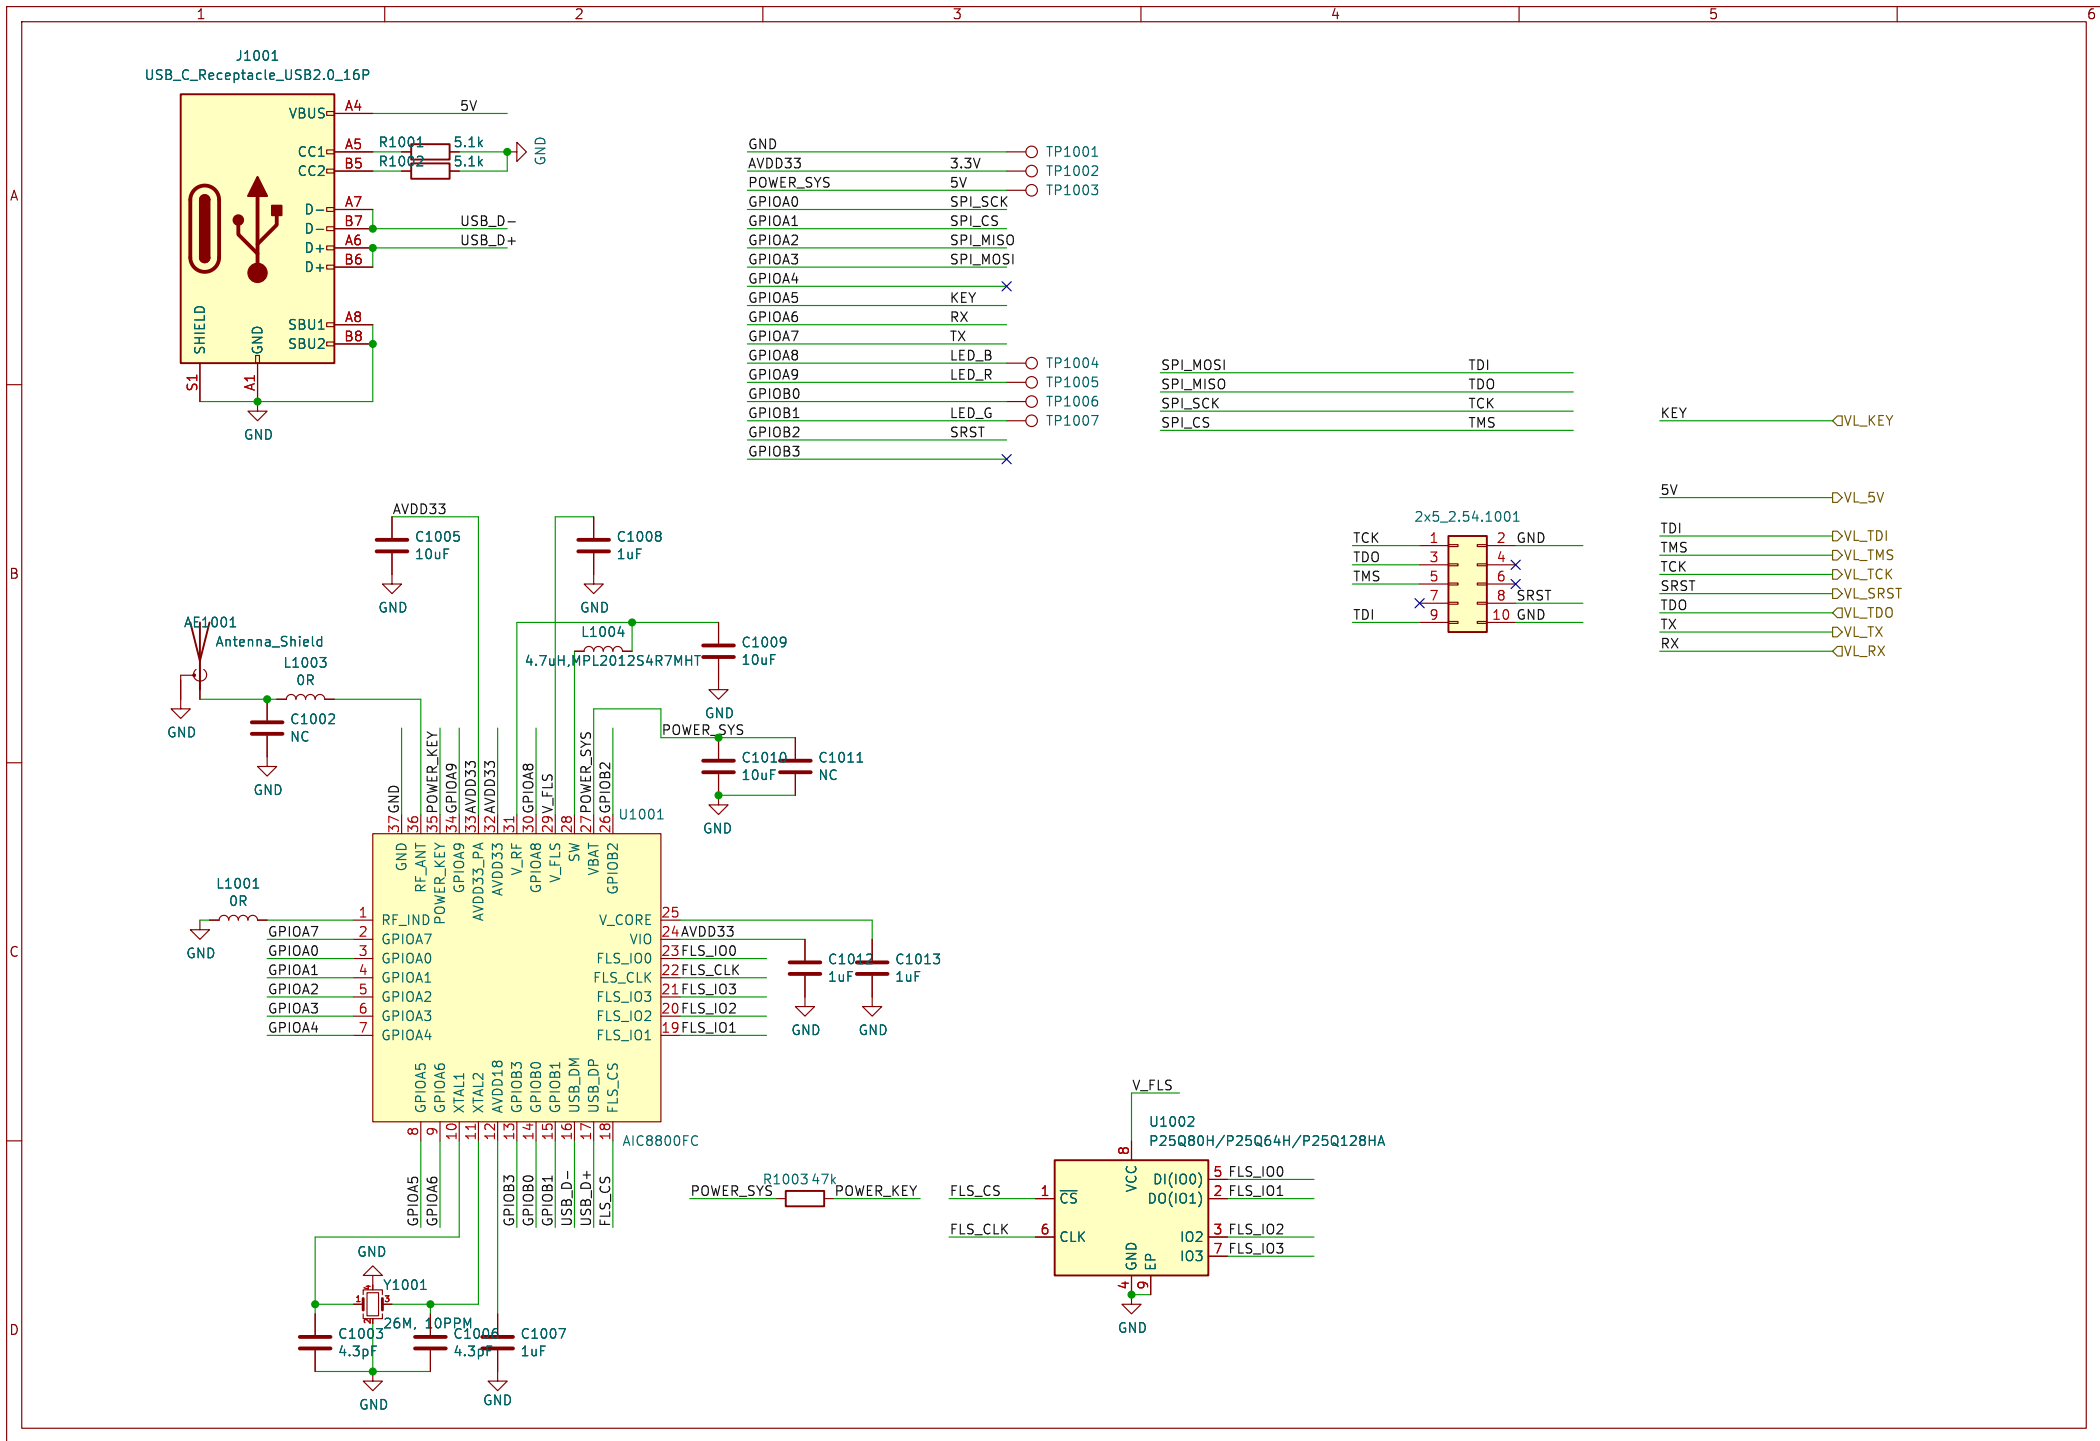 1 2 3 4 5 6
A
B
C
D
J1001
USB_C_Receptacle_USB2.0_16P
VBUS A4 5V
CC1 A5 R1001 5.1k
CC2 B5 R1002 5.1k
GND
D- A7
D- B7 USB_D-
D+ A6 USB_D+
D+ B6
SBU1 A8
SBU2 B8
SHIELD GND
S1 A1
GND
GND TP1001
AVDD33 3.3V TP1002
POWER_SYS 5V TP1003
GPIOA0 SPI_SCK
GPIOA1 SPI_CS
GPIOA2 SPI_MISO
GPIOA3 SPI_MOSI
GPIOA4
GPIOA5 KEY
GPIOA6 RX
GPIOA7 TX
GPIOA8 LED_B TP1004
GPIOA9 LED_R TP1005
GPIOB0 TP1006
GPIOB1 LED_G TP1007
GPIOB2 SRST
GPIOB3
SPI_MOSI TDI
SPI_MISO TDO
SPI_SCK TCK
SPI_CS TMS
KEY VL_KEY
5V VL_5V
TDI VL_TDI
TMS VL_TMS
TCK VL_TCK
SRST VL_SRST
TDO VL_TDO
TX VL_TX
RX VL_RX
2x5_2.54.1001
TCK 1 2 GND
TDO 3 4
TMS 5 6
7 8 SRST
TDI 9 10 GND
AVDD33
C1005
10uF
GND
C1008
1uF
GND
L1004
4.7uH,MPL2012S4R7MHT
C1009
10uF
GND
AE1001
Antenna_Shield
L1003
0R
GND
C1002
NC
GND
POWER_SYS
C1010
10uF
C1011
NC
GND
GND POWER_KEY GPIOA9 AVDD33 AVDD33 GPIOA8 V_FLS POWER_SYS GPIOB2
37 36 35 34 33 32 31 30 29 28 27 26
U1001
GND RF_ANT POWER_KEY GPIOA9 AVDD33_PA AVDD33 V_RF GPIOA8 V_FLS SW VBAT GPIOB2
L1001
0R
GND
1 RF_IND
GPIOA7 2 GPIOA7
GPIOA0 3 GPIOA0
GPIOA1 4 GPIOA1
GPIOA2 5 GPIOA2
GPIOA3 6 GPIOA3
GPIOA4 7 GPIOA4
V_CORE 25
VIO 24 AVDD33
FLS_IO0 23 FLS_IO0
FLS_CLK 22 FLS_CLK
FLS_IO3 21 FLS_IO3
FLS_IO2 20 FLS_IO2
FLS_IO1 19 FLS_IO1
C1012
1uF
GND
C1013
1uF
GND
GPIOA5 GPIOA6 XTAL1 XTAL2 AVDD18 GPIOB3 GPIOB0 GPIOB1 USB_DM USB_DP FLS_CS
8 9 10 11 12 13 14 15 16 17 18
AIC8800FC
GPIOA5 GPIOA6 GPIOB3 GPIOB0 GPIOB1 USB_D- USB_D+ FLS_CS
GND
Y1001
1 2 3 4
26M, 10PPM
C1003
4.3pF
C1006
4.3pF
C1007
1uF
GND
GND
R1003 47k
POWER_SYS POWER_KEY
V_FLS
U1002
P25Q80H/P25Q64H/P25Q128HA
8
VCC
FLS_CS 1 CS
FLS_CLK 6 CLK
DI(IO0) 5 FLS_IO0
DO(IO1) 2 FLS_IO1
IO2 3 FLS_IO2
IO3 7 FLS_IO3
GND EP
4 9
GND